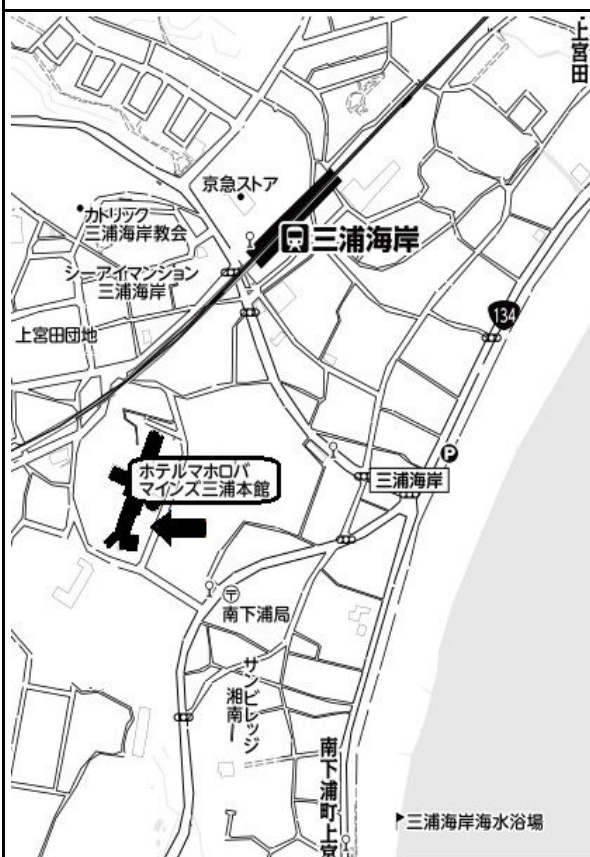 上宮田
京急ストア
カトリック
三浦海岸教会
三浦海岸
シーアイマンション
三浦海岸
134
上宮田団地
ホテルマホロバ
マインズ三浦本館
P
三浦海岸
〒
南下浦局
サンビレッジ
湘南
南下浦町上宮
三浦海岸海水浴場